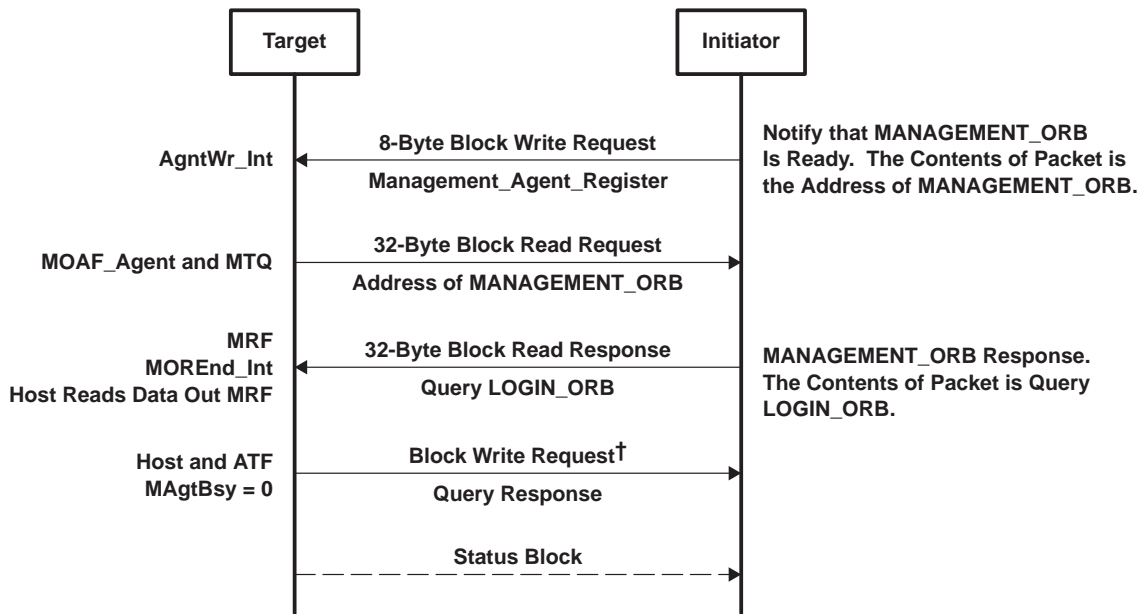 Target
Initiator
8-Byte Block Write Request
AgntWr_Int
Management_Agent_Register
Notify that MANAGEMENT_ORB
Is Ready. The Contents of Packet is
the Address of MANAGEMENT_ORB.
32-Byte Block Read Request
MOAF_Agent and MTQ
Address of MANAGEMENT_ORB
MRF
MOREnd_Int
Host Reads Data Out MRF
32-Byte Block Read Response
Query LOGIN_ORB
MANAGEMENT_ORB Response.
The Contents of Packet is Query
LOGIN_ORB.
Host and ATF
MAgtBsy = 0
Block Write Request†
Query Response
Status Block